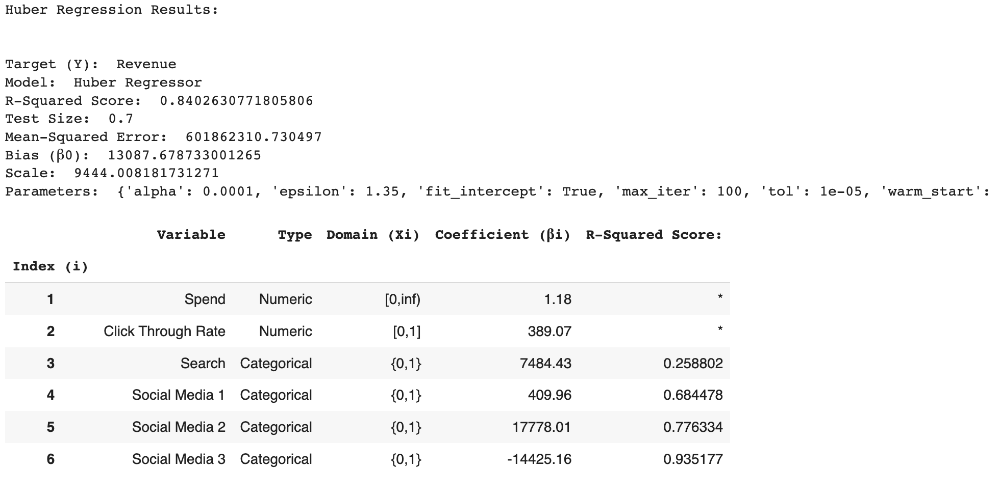 Huber Regression Results:
Target (Y):  Revenue
Model:  Huber Regressor
R-Squared Score:  0.8402630771805806
Test Size:  0.7
Mean-Squared Error:  601862310.730497
Bias (β0):  13087.678733001265
Scale:  9444.008181731271
Parameters:  {'alpha': 0.0001, 'epsilon': 1.35, 'fit_intercept': True, 'max_iter': 100, 'tol': 1e-05, 'warm_start':
Variable Type Domain (Xi) Coefficient (βi) R-Squared Score:
Index (i)
1 Spend Numeric [0,inf) 1.18 *
2 Click Through Rate Numeric [0,1] 389.07 *
3 Search Categorical {0,1} 7484.43 0.258802
4 Social Media 1 Categorical {0,1} 409.96 0.684478
5 Social Media 2 Categorical {0,1} 17778.01 0.776334
6 Social Media 3 Categorical {0,1} -14425.16 0.935177